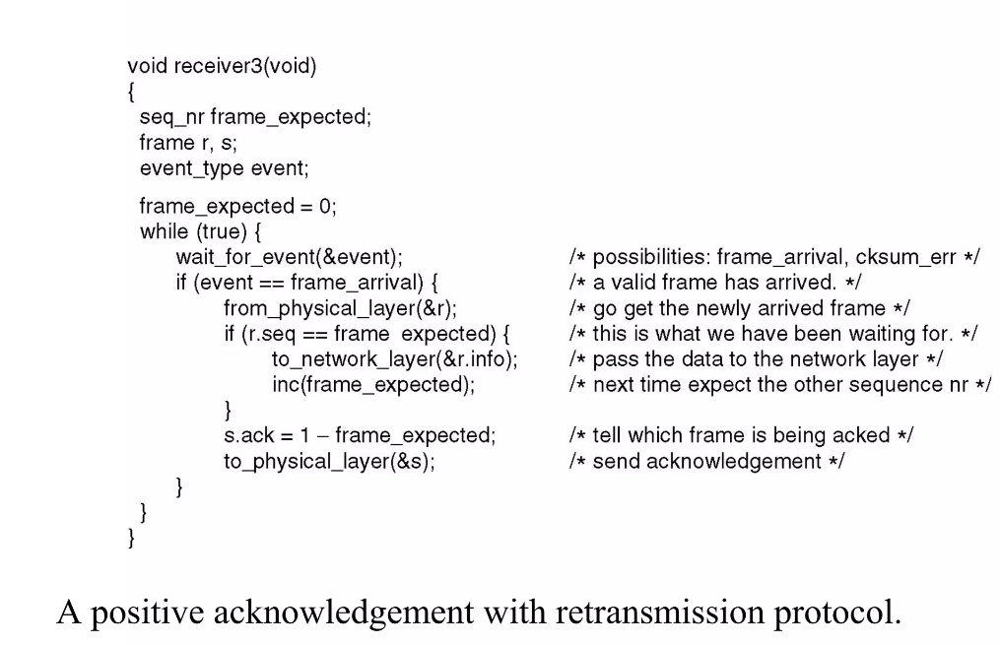 void receiver3(void)
{
seq_nr frame_expected;
frame r, s;
event_type event;
frame_expected = 0;
while (true) {
wait_for_event(&event); /* possibilities: frame_arrival, cksum_err */
if (event == frame_arrival) { /* a valid frame has arrived. */
from_physical_layer(&r); /* go get the newly arrived frame */
if (r.seq == frame expected) { /* this is what we have been waiting for. */
to_network_layer(&r.info); /* pass the data to the network layer */
inc(frame_expected); /* next time expect the other sequence nr */
}
s.ack = 1 – frame_expected; /* tell which frame is being acked */
to_physical_layer(&s); /* send acknowledgement */
}
}
}
A positive acknowledgement with retransmission protocol.